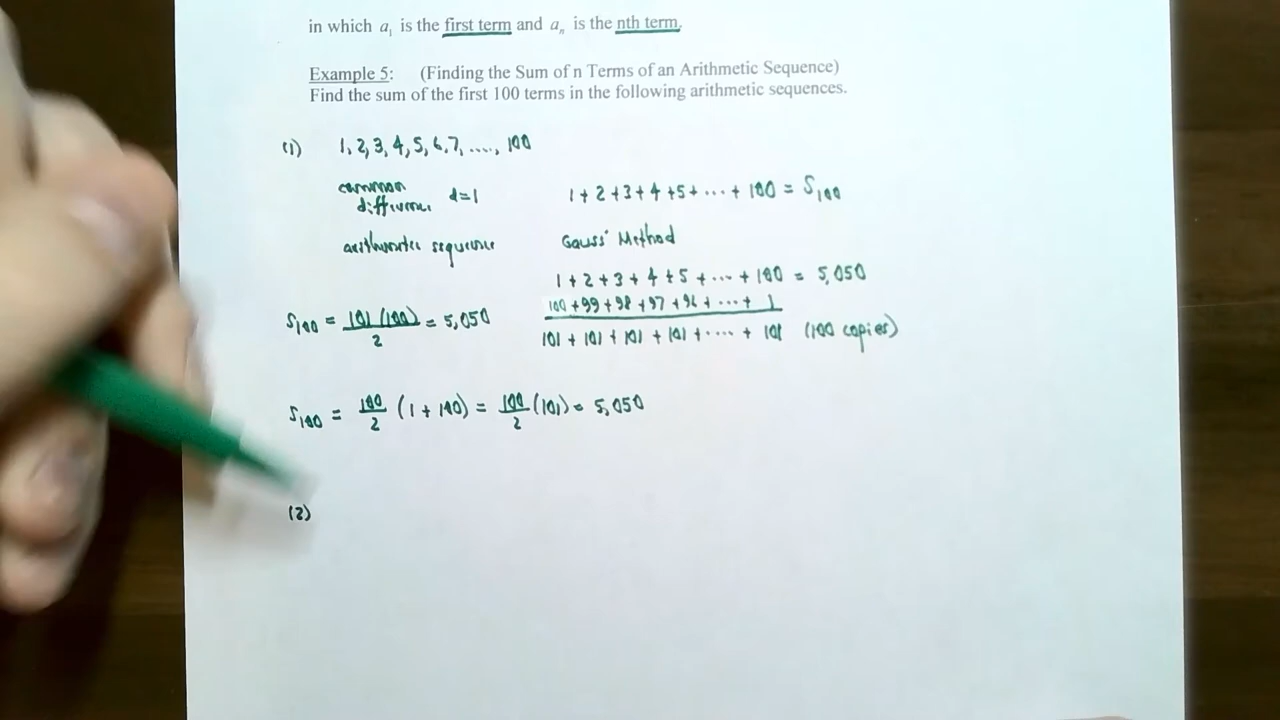 in which a₁ is the first term and aₙ is the nth term.
Example 5: (Finding the Sum of n Terms of an Arithmetic Sequence)
Find the sum of the first 100 terms in the following arithmetic sequences.
(1) 1, 2, 3, 4, 5, 6, 7, ...., 100
common
difference d=1
1 + 2 + 3 + 4 + 5 + ... + 100 = S₁₀₀
arithmetic sequence
Gauss' Method
1 + 2 + 3 + 4 + 5 + ... + 100 = 5,050
100 + 99 + 98 + 97 + 96 + ... + 1
101 + 101 + 101 + 101 + .... + 101 (100 copies)
S₁₀₀ = 101 (100) / 2 = 5,050
S₁₀₀ = 100/2 (1 + 100) = 100/2 (101) = 5,050
(2)